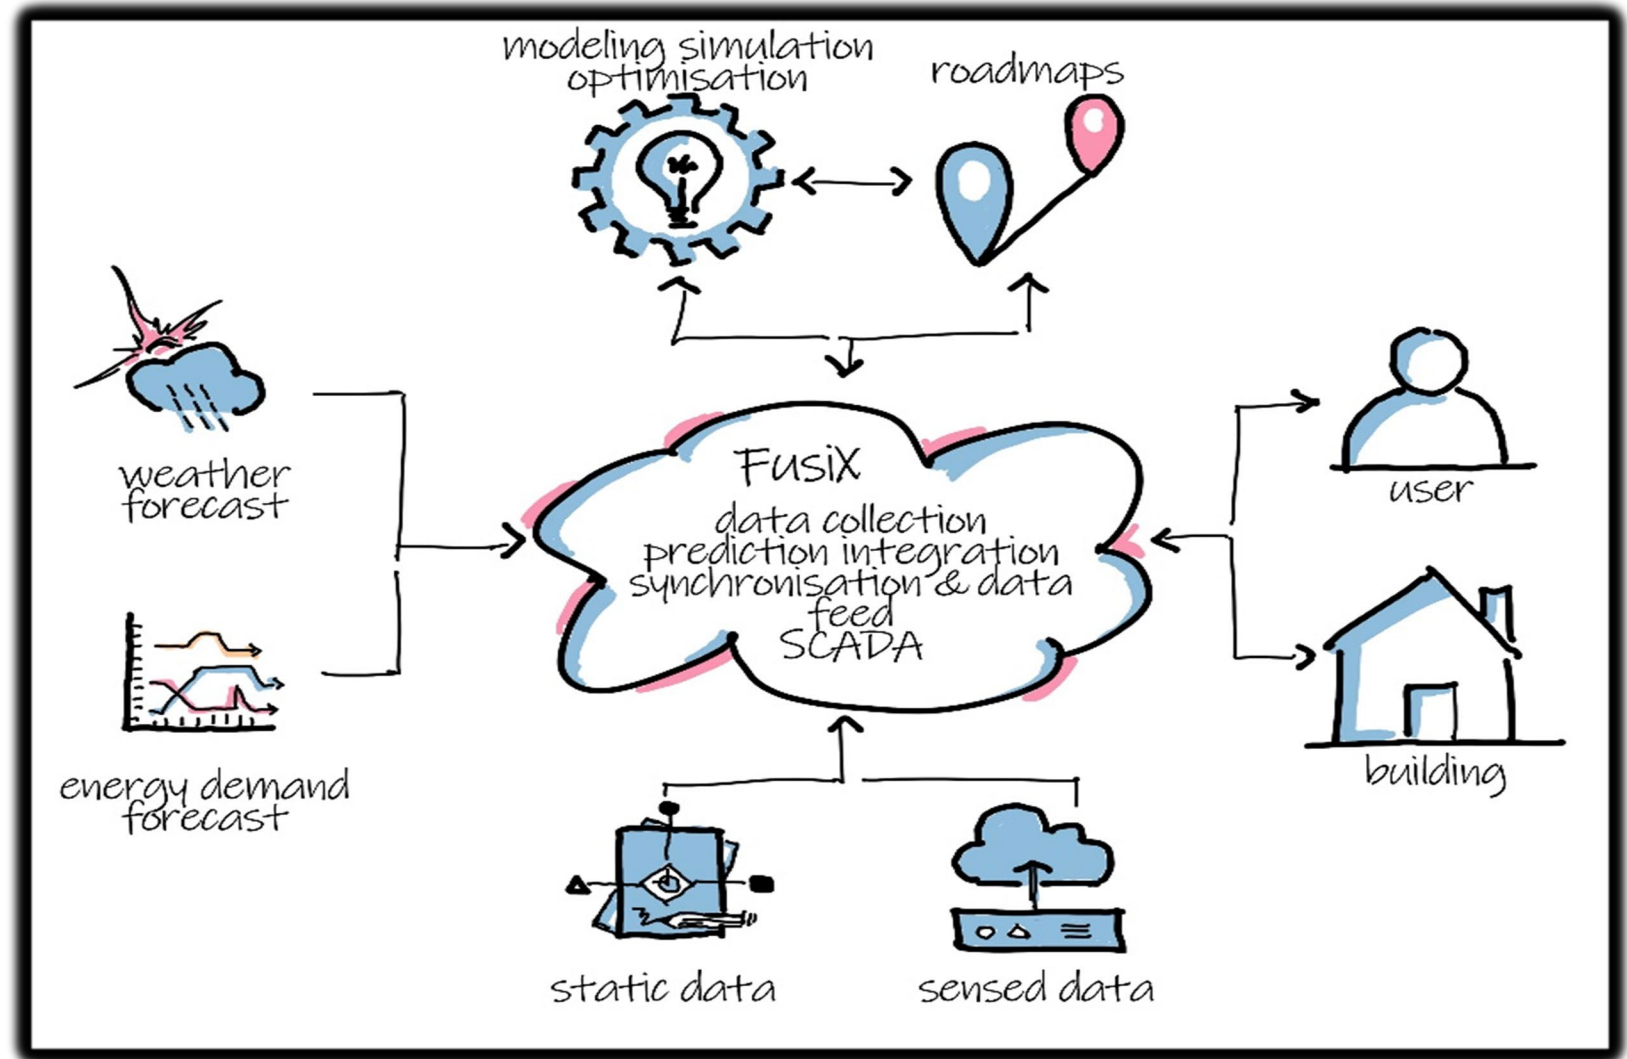 modeling simulation
optimisation
roadmaps
weather
forecast
FusiX
data collection
prediction integration
synchronisation & data
feed
SCADA
user
energy demand
forecast
building
static data
sensed data